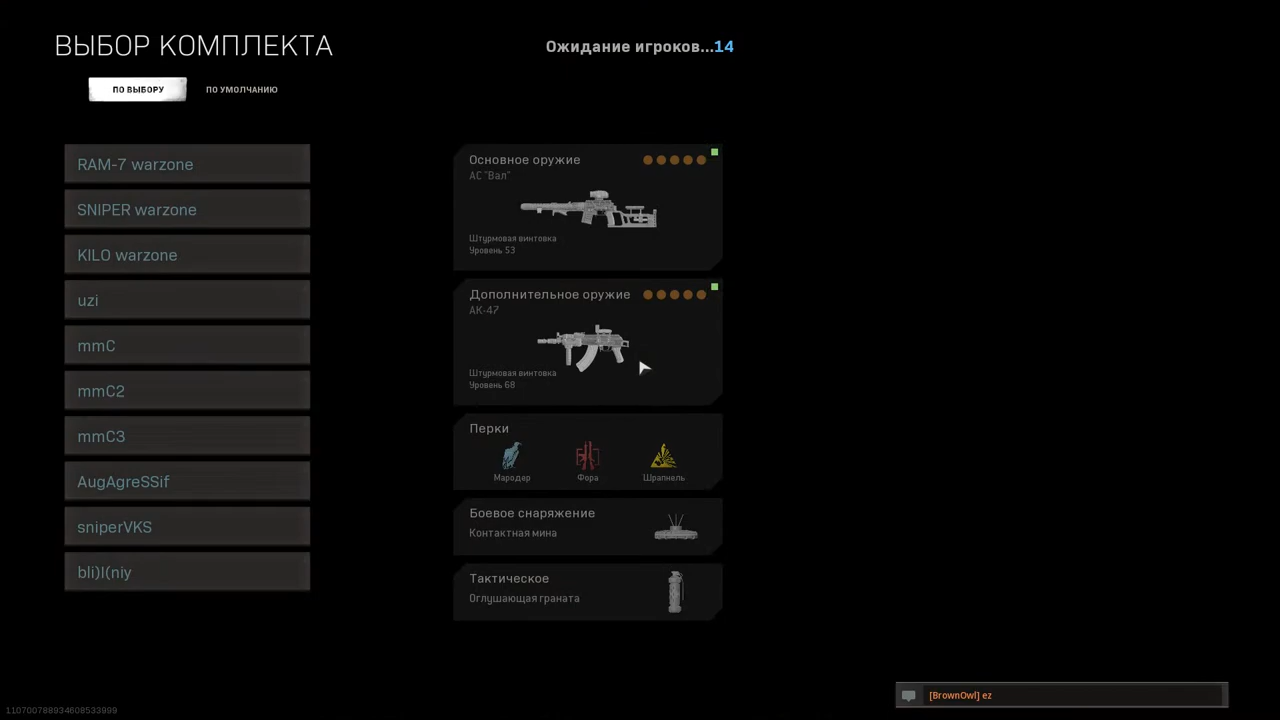 ВЫБОР КОМПЛЕКТА
Ожидание игроков...14
ПО ВЫБОРУ
ПО УМОЛЧАНИЮ
RAM-7 warzone
SNIPER warzone
KILO warzone
uzi
mmC
mmC2
mmC3
AugAgreSSif
sniperVKS
bli)I(niy
Основное оружие
АС "Вал"
Штурмовая винтовка
Уровень 53
Дополнительное оружие
АК-47
Штурмовая винтовка
Уровень 68
Перки
Мародер
Фора
Шрапнель
Боевое снаряжение
Контактная мина
Тактическое
Оглушающая граната
[BrownOwl] ez
110700788934608533999